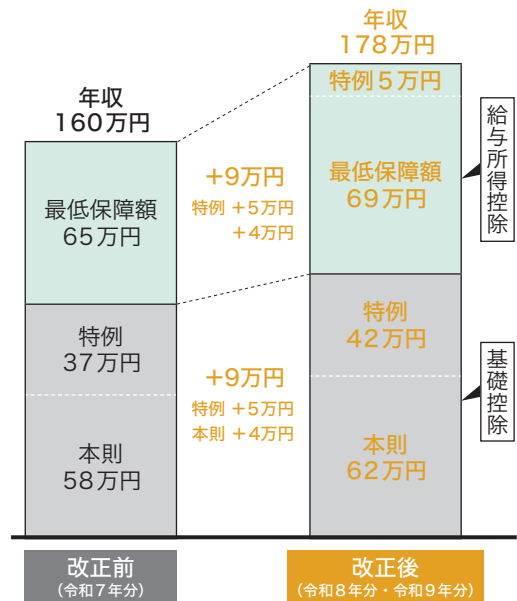 年収
160万円
最低保障額
65万円
特例
37万円
本則
58万円
改正前
(令和7年分)
+9万円
特例 +5万円
+4万円
+9万円
特例 +5万円
本則 +4万円
年収
178万円
特例5万円
最低保障額
69万円
特例
42万円
本則
62万円
改正後
(令和8年分・令和9年分)
給与所得控除
基礎控除